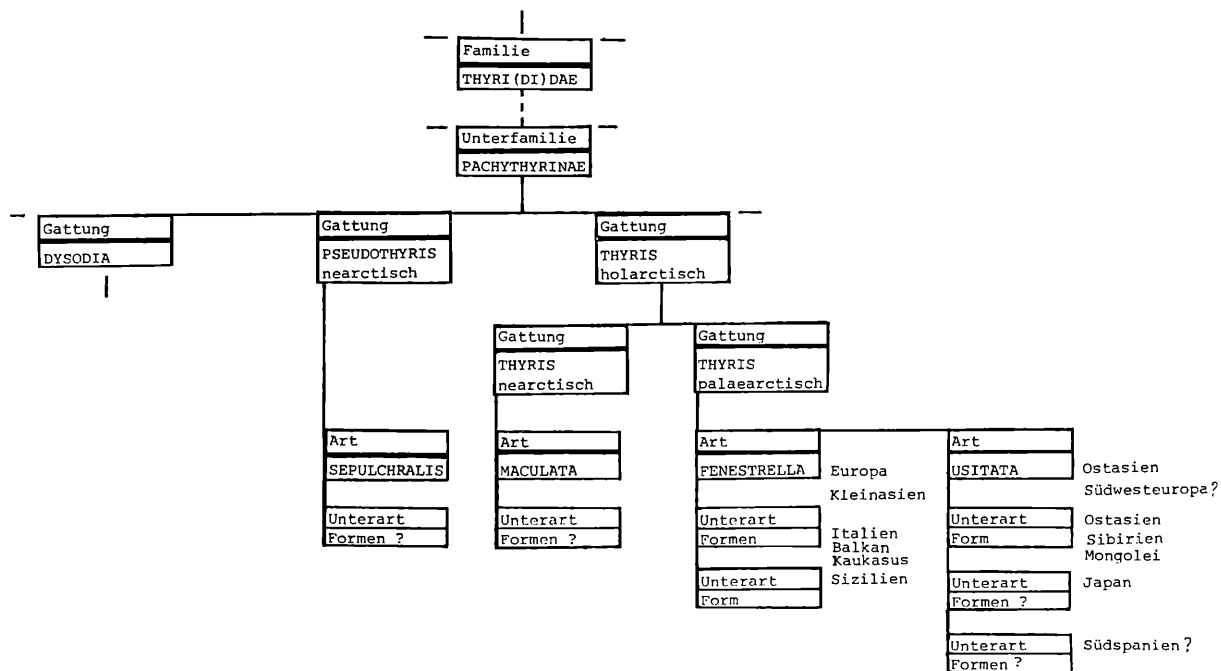 Familie
THYRI(DI)DAE
Unterfamilie
PACHYTHYRINAE
Gattung
DYSODIA
Gattung
PSEUDOTHYRIS
nearctisch
Gattung
THYRIS
holarctisch
Gattung
THYRIS
nearctisch
Gattung
THYRIS
palaearctisch
Art
SEPULCHRALIS
Unterart
Formen ?
Art
MACULATA
Unterart
Formen ?
Art
FENESTRELLA
Europa
Kleinasien
Unterart
Formen
Italien
Balkan
Kaukasus
Unterart
Form
Sizilien
Art
USITATA
Ostasien
Südwesteuropa?
Unterart
Form
Ostasien
Sibirien
Mongolei
Unterart
Formen ?
Japan
Unterart
Formen ?
Südspanien?